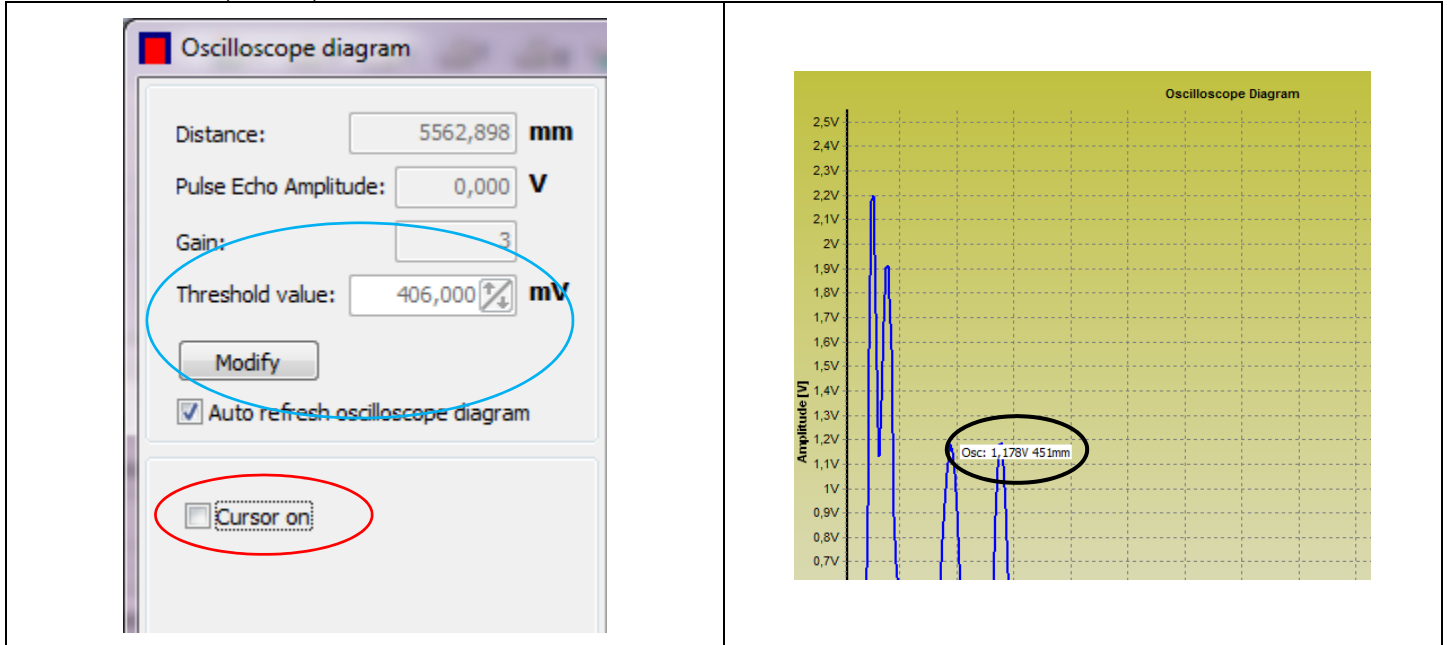 Oscilloscope diagram
Distance: 5562,898 mm
Pulse Echo Amplitude: 0,000 V
Gain: 3
Threshold value: 406,000 mV
Modify
Auto refresh oscilloscope diagram
Cursor on
Oscilloscope Diagram
2,5V
2,4V
2,3V
2,2V
2,1V
2V
1,9V
1,8V
1,7V
1,6V
1,5V
1,4V
1,3V
1,2V
1,1V
1V
0,9V
0,8V
0,7V
Amplitude [V]
Osc: 1,178V 451mm